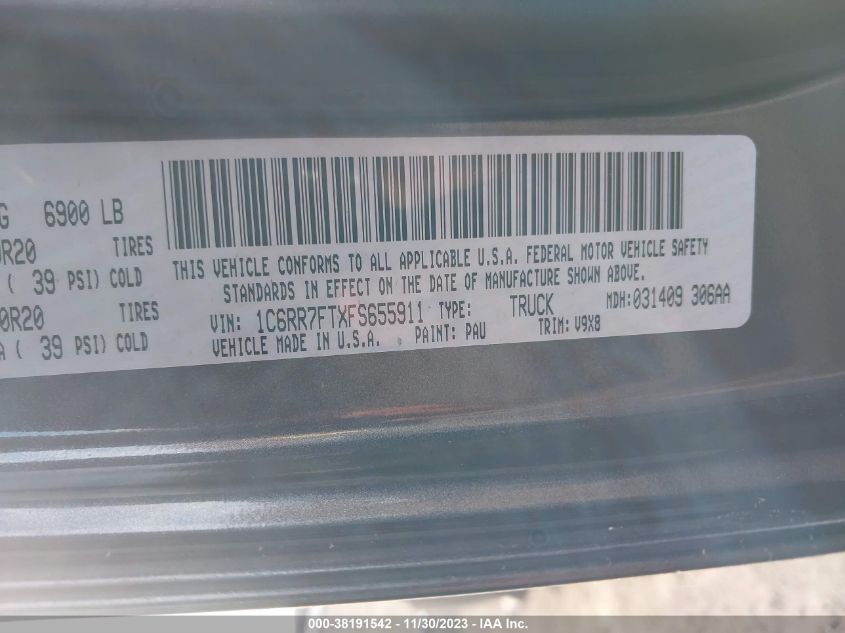 G 6900 LB
0R20 TIRES
( 39 PSI) COLD
0R20 TIRES
A ( 39 PSI) COLD
THIS VEHICLE CONFORMS TO ALL APPLICABLE U.S.A. FEDERAL MOTOR VEHICLE SAFETY
STANDARDS IN EFFECT ON THE DATE OF MANUFACTURE SHOWN ABOVE.
VIN: 1C6RR7FTXFS655911 TYPE: TRUCK MDH:031409 306AA
VEHICLE MADE IN U.S.A. PAINT: PAU TRIM: V9X8
000-38191542 - 11/30/2023 - IAA Inc.